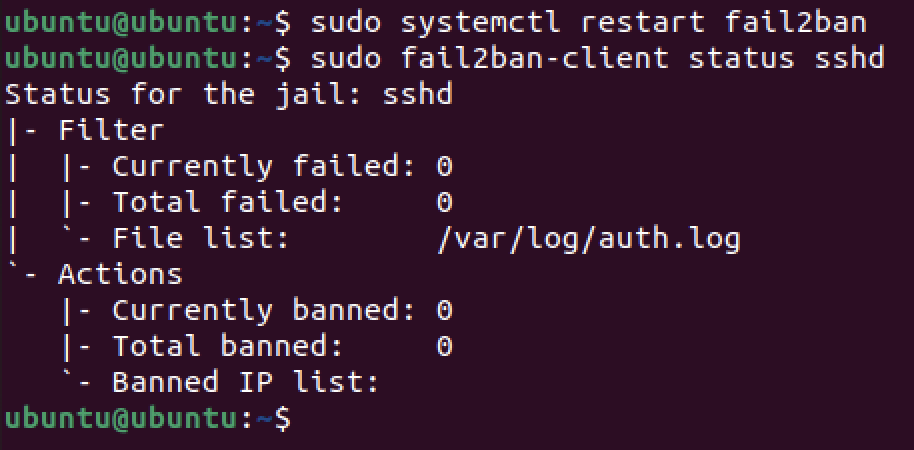 ubuntu@ubuntu:~$ sudo systemctl restart fail2ban
ubuntu@ubuntu:~$ sudo fail2ban-client status sshd
Status for the jail: sshd
|- Filter
|  |- Currently failed: 0
|  |- Total failed:     0
|  `- File list:        /var/log/auth.log
`- Actions
   |- Currently banned: 0
   |- Total banned:     0
   `- Banned IP list:
ubuntu@ubuntu:~$